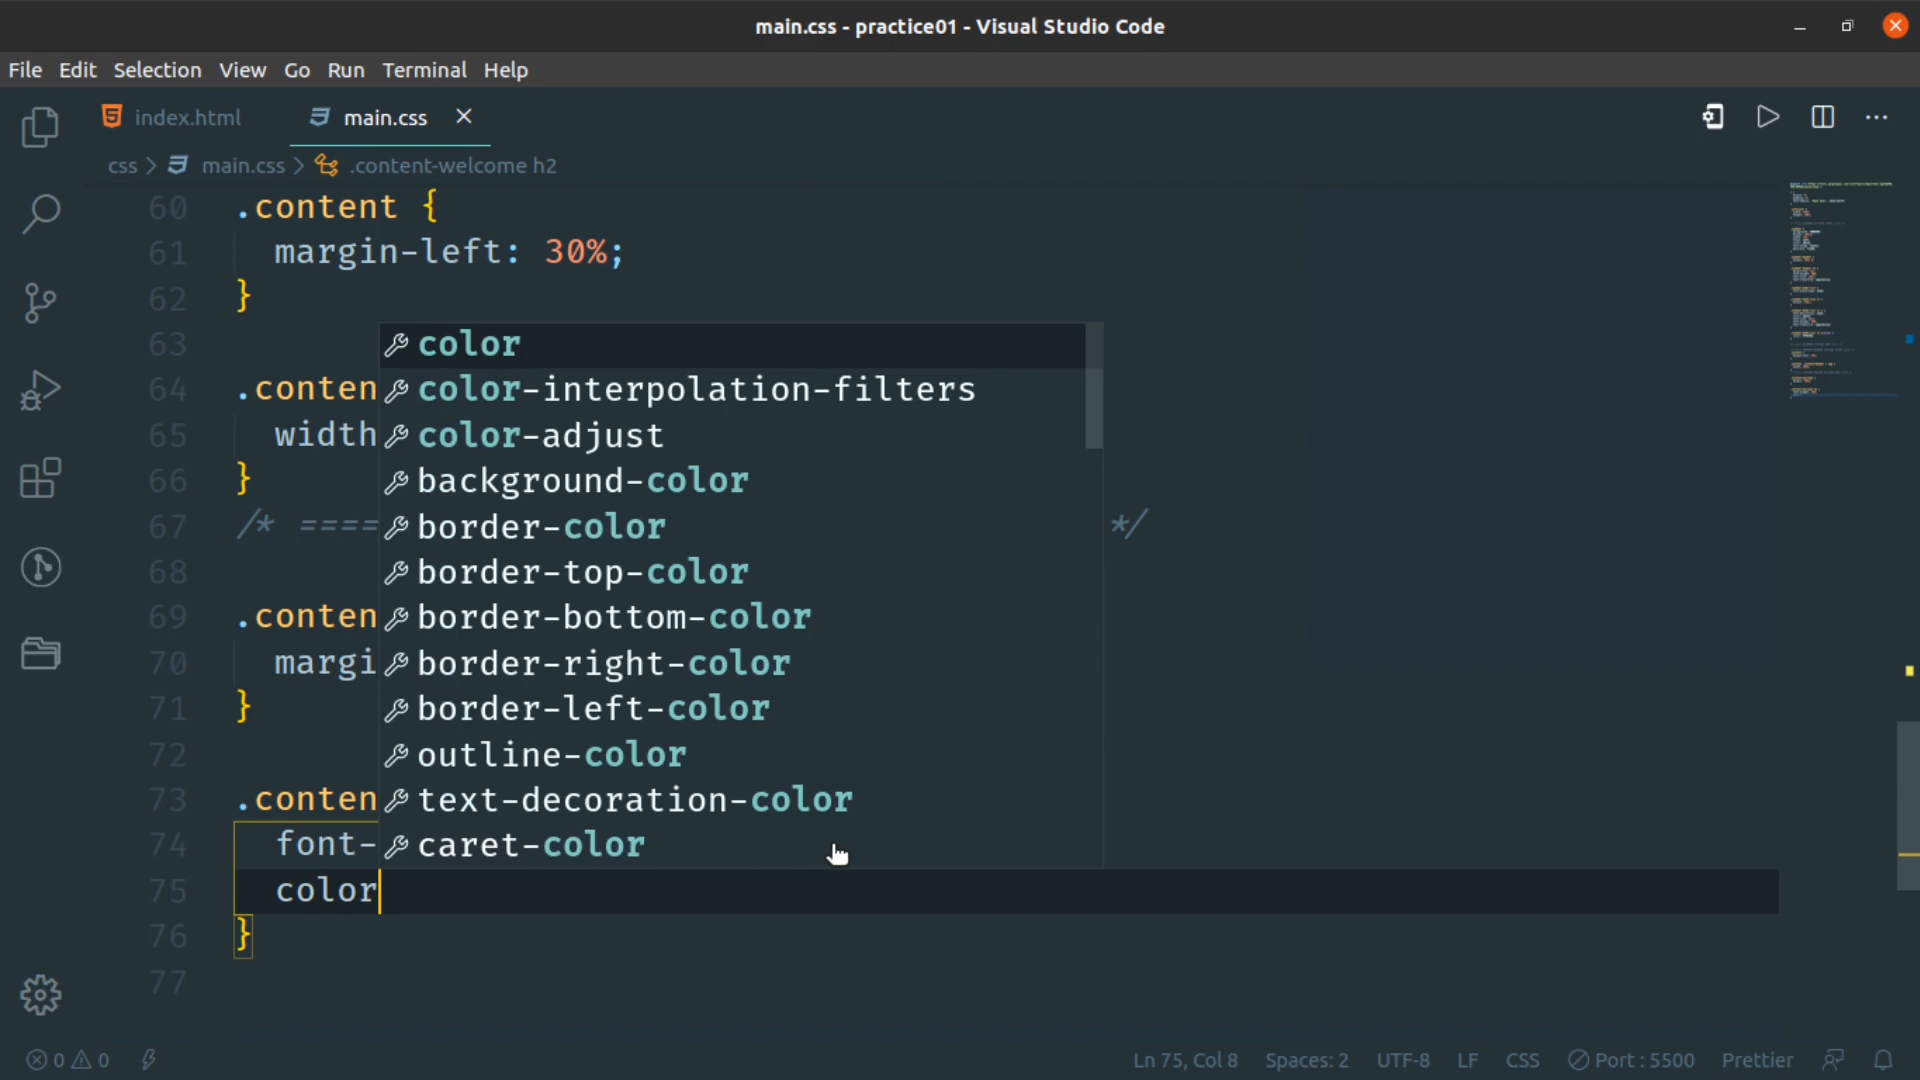 main.css - practice01 - Visual Studio Code
File Edit Selection View Go Run Terminal Help
index.html main.css
css > main.css > .content-welcome h2
60 .content {
61 margin-left: 30%;
62 }
63
64 .conten
65 width
66 }
67 /* ==== */
68
69 .conten
70 margi
71 }
72
73 .conten
74 font-
75 color
76 }
77
color
color-interpolation-filters
color-adjust
background-color
border-color
border-top-color
border-bottom-color
border-right-color
border-left-color
outline-color
text-decoration-color
caret-color
0 0 Ln 75, Col 8 Spaces: 2 UTF-8 LF CSS Port : 5500 Prettier